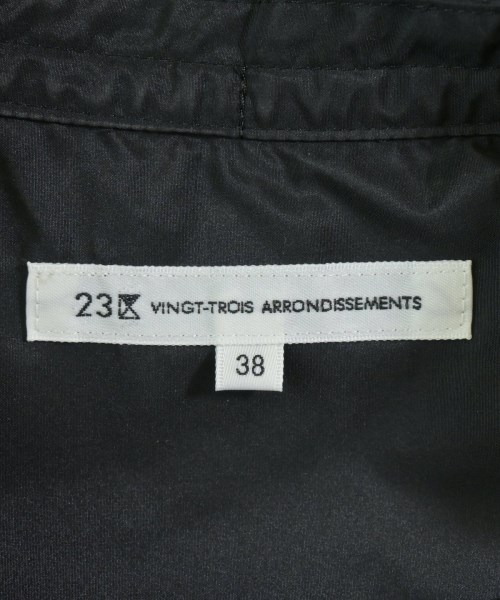 23区 VINGT-TROIS ARRONDISSEMENTS
38